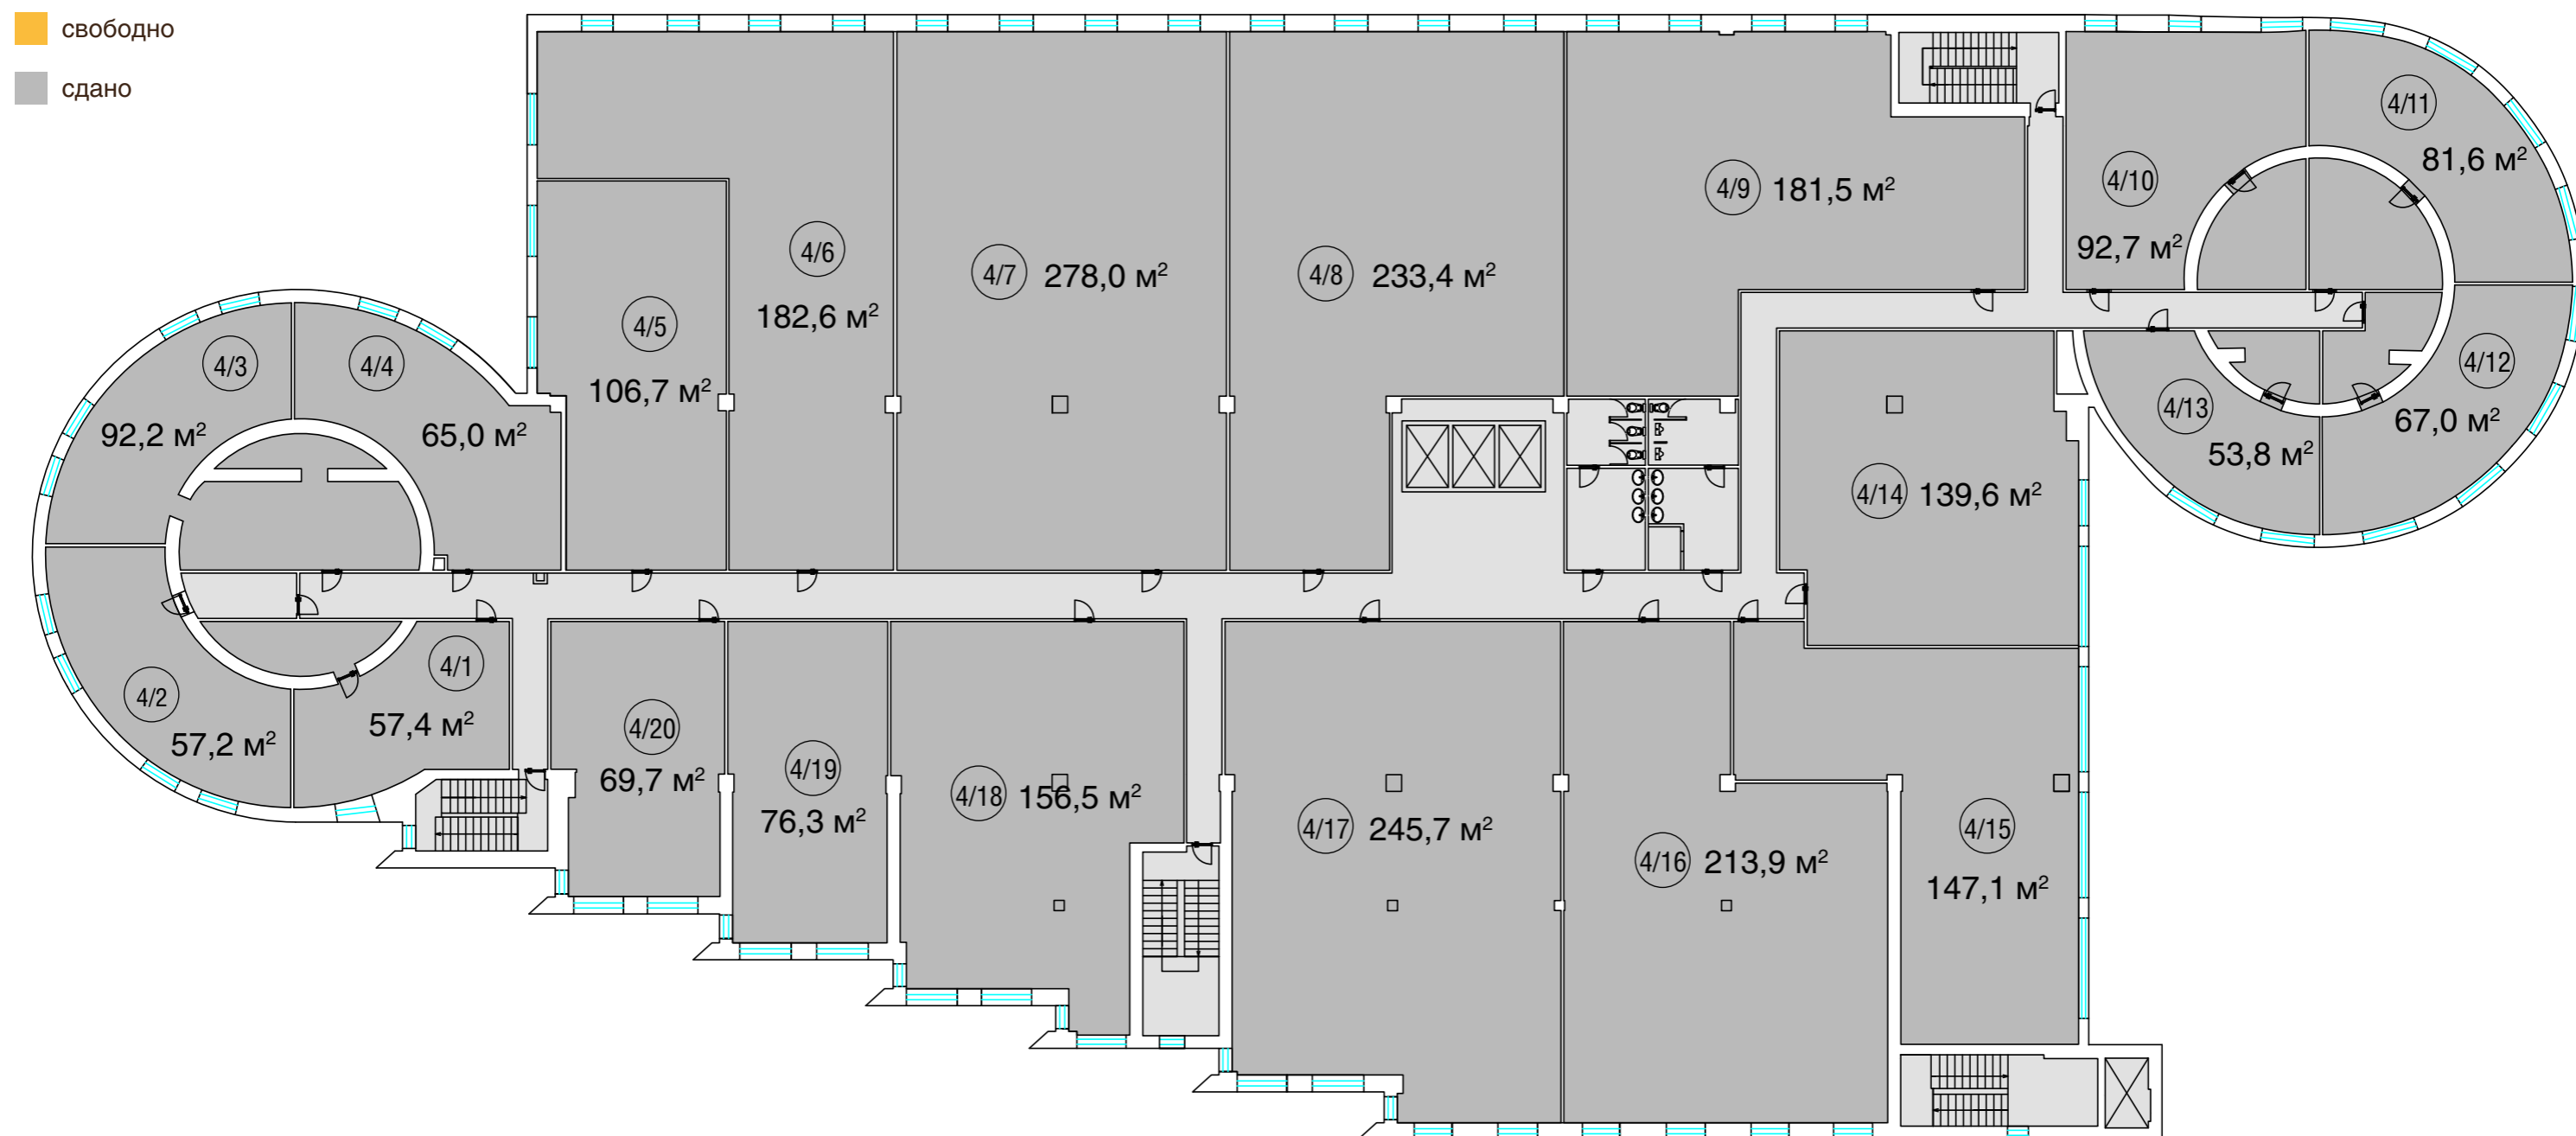 свободно
сдано
4/11
81,6 м²
4/9 181,5 м²
4/10
92,7 м²
4/6
182,6 м²
4/7 278,0 м²
4/8 233,4 м²
4/5
106,7 м²
4/3
92,2 м²
4/4
65,0 м²
4/12
67,0 м²
4/13
53,8 м²
4/14 139,6 м²
4/2
57,2 м²
4/1
57,4 м²
4/20
69,7 м²
4/19
76,3 м²
4/18 156,5 м²
4/17 245,7 м²
4/16 213,9 м²
4/15
147,1 м²